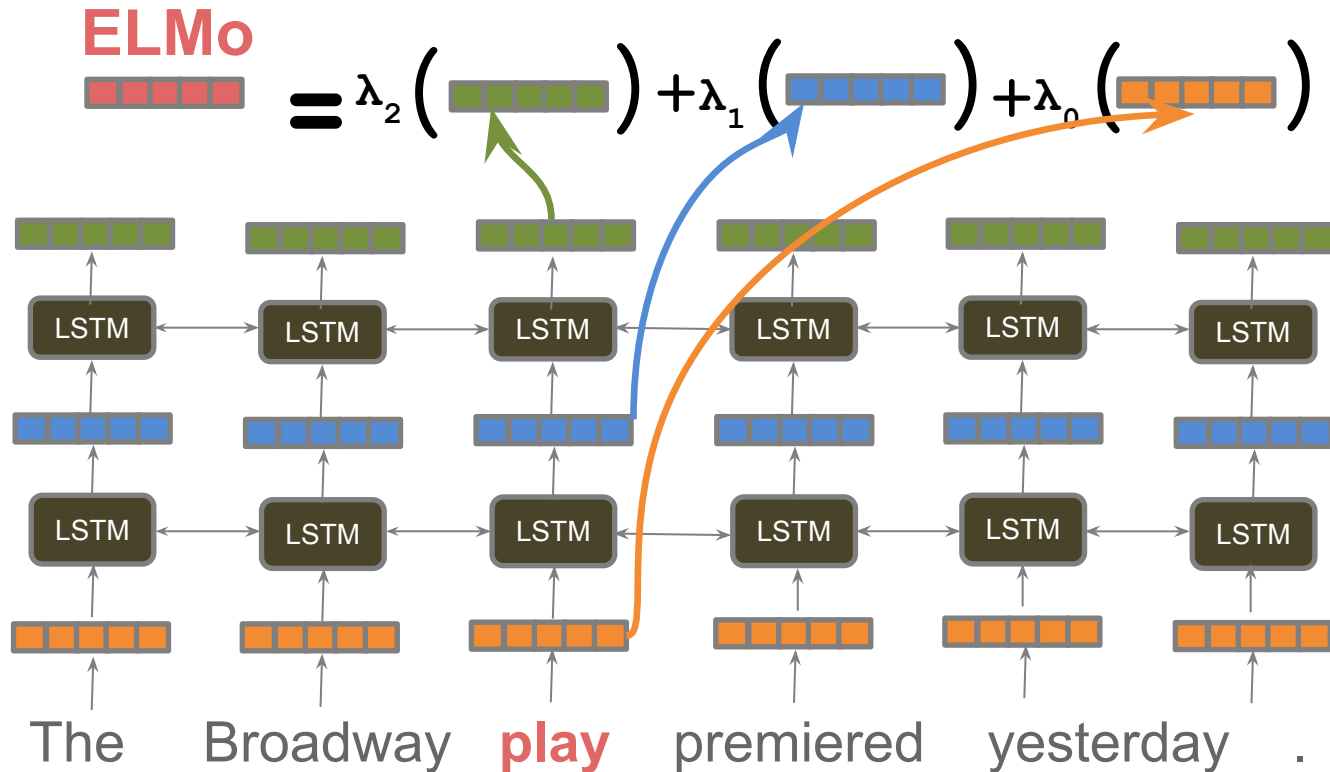 ELMo
= λ₂ ( ) + λ₁ ( ) + λ₀ ( )
LSTM LSTM LSTM LSTM LSTM LSTM
LSTM LSTM LSTM LSTM LSTM LSTM
The Broadway play premiered yesterday .